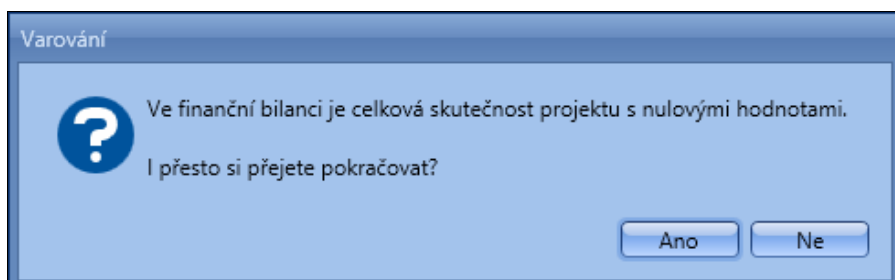 Varování
Ve finanční bilanci je celková skutečnost projektu s nulovými hodnotami.
I přesto si přejete pokračovat?
Ano
Ne